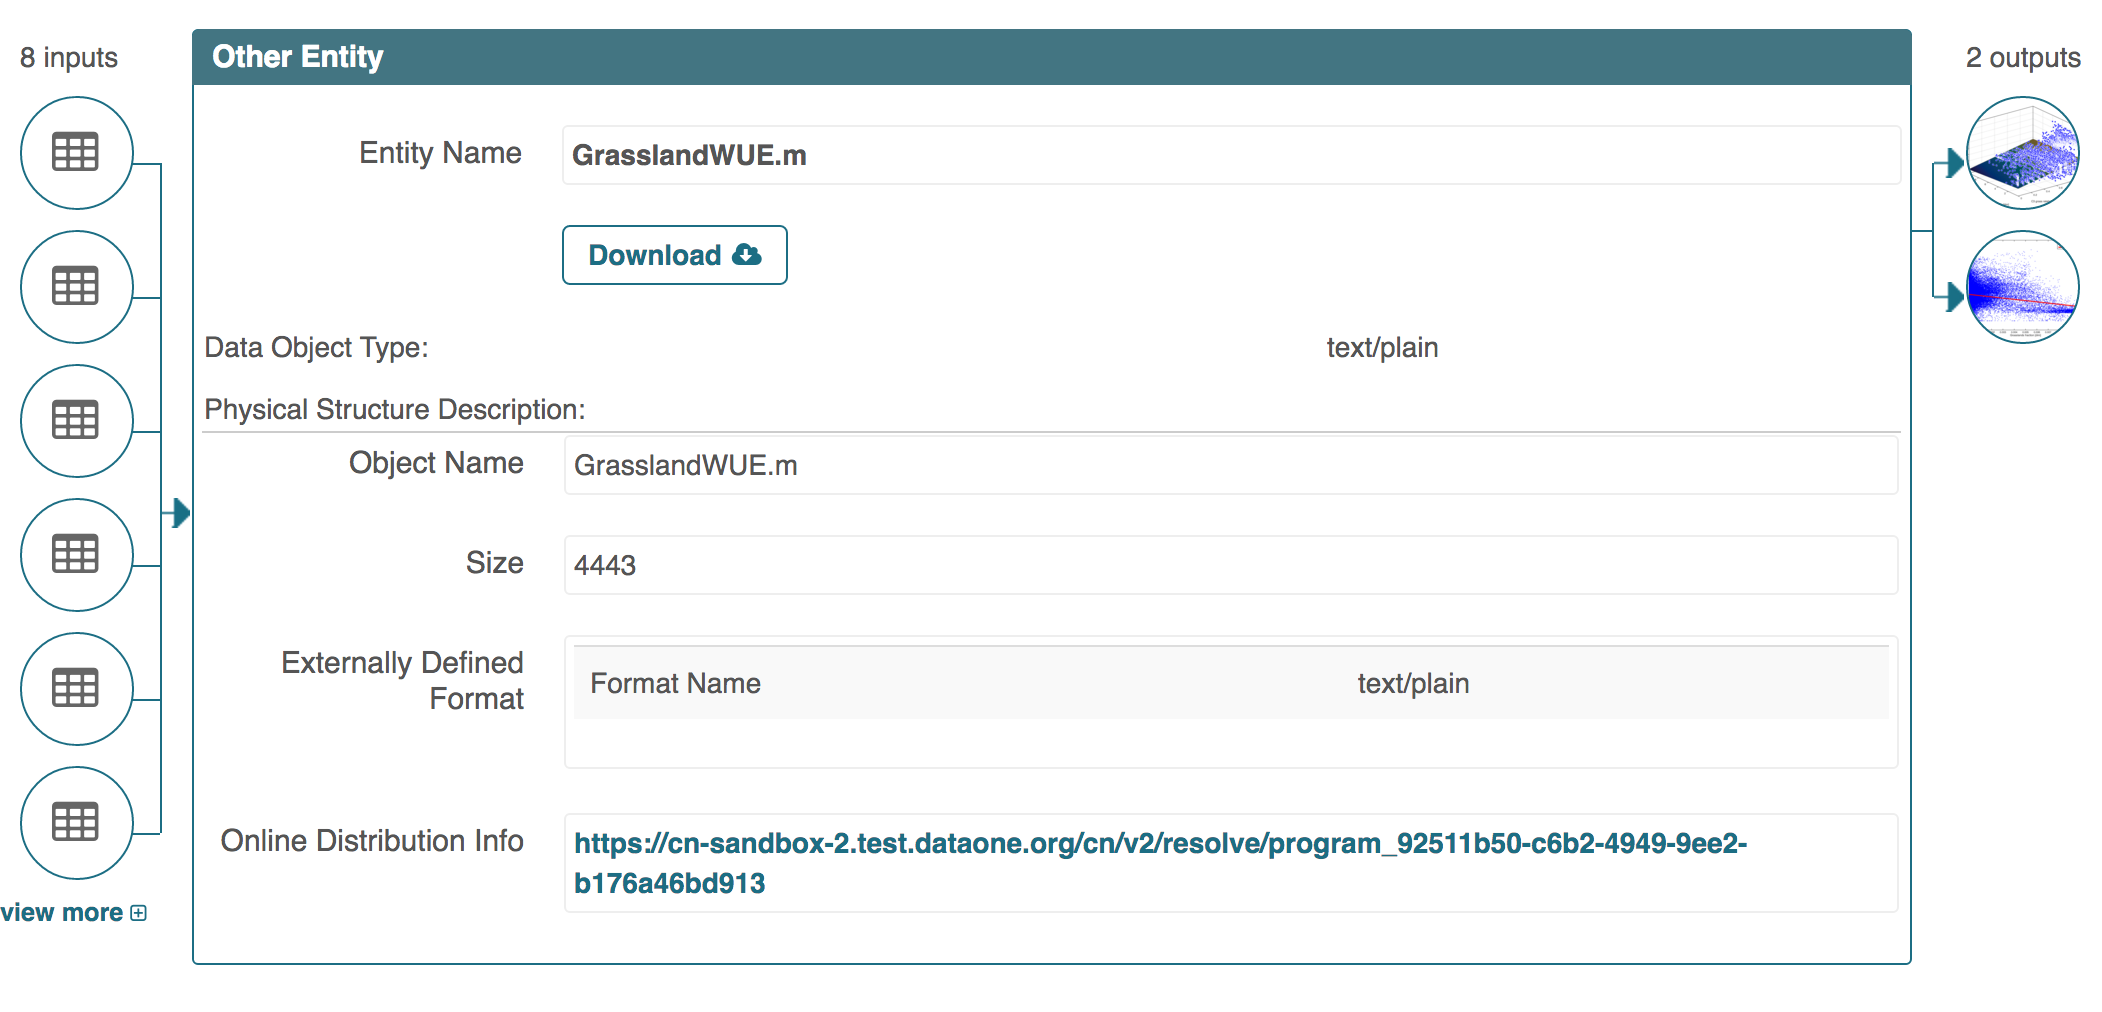 8 inputs
Other Entity
2 outputs
Entity Name
GrasslandWUE.m
Download
Data Object Type:
text/plain
Physical Structure Description:
Object Name
GrasslandWUE.m
Size
4443
Externally Defined
Format
Format Name
text/plain
Online Distribution Info
https://cn-sandbox-2.test.dataone.org/cn/v2/resolve/program_92511b50-c6b2-4949-9ee2-
b176a46bd913
view more